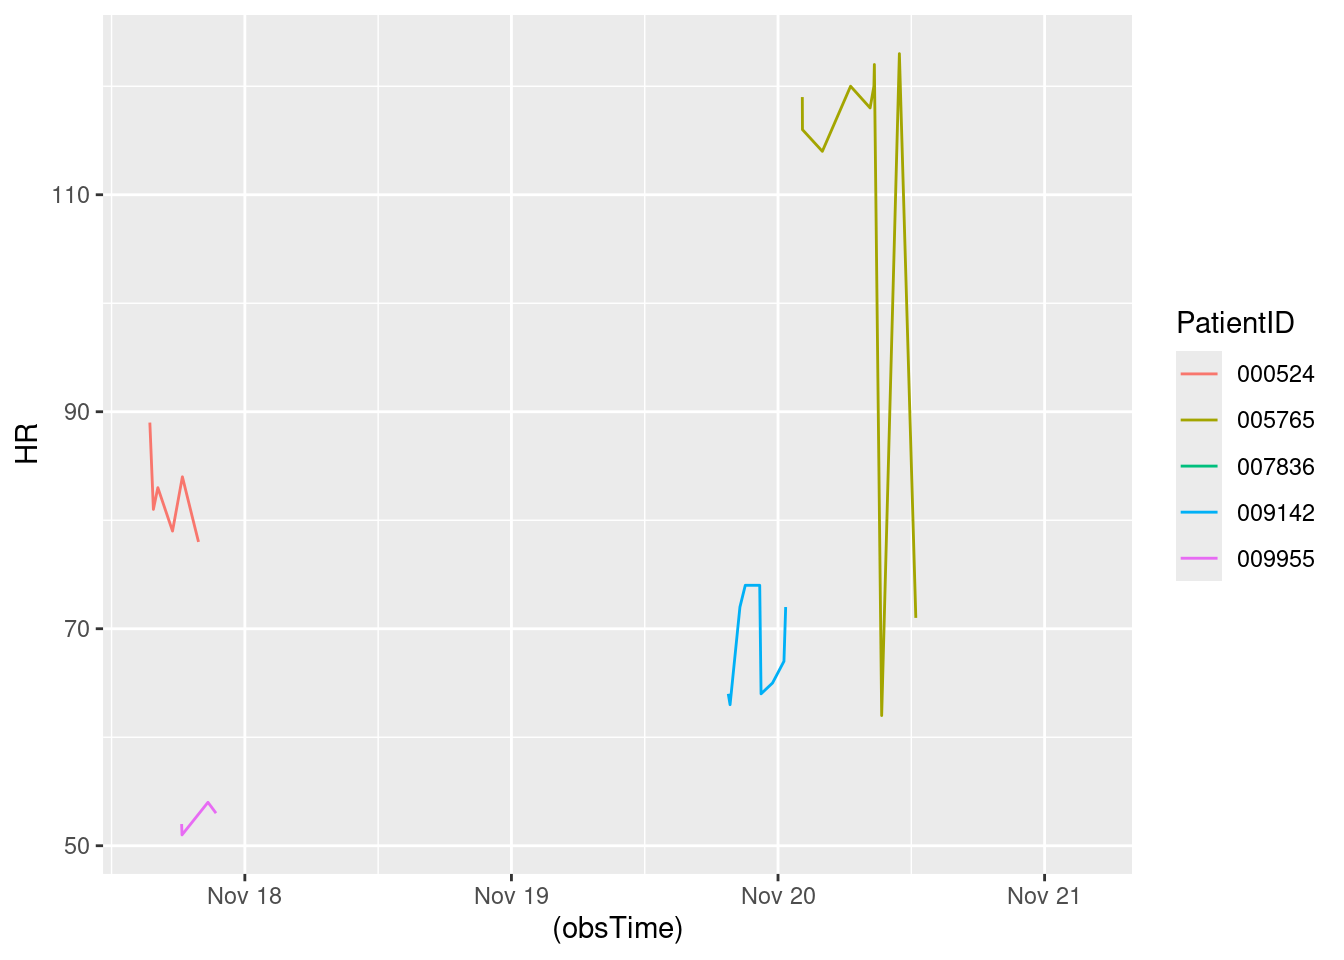 110
90
70
50
HR
Nov 18
Nov 19
Nov 20
Nov 21
(obsTime)
PatientID
000524
005765
007836
009142
009955